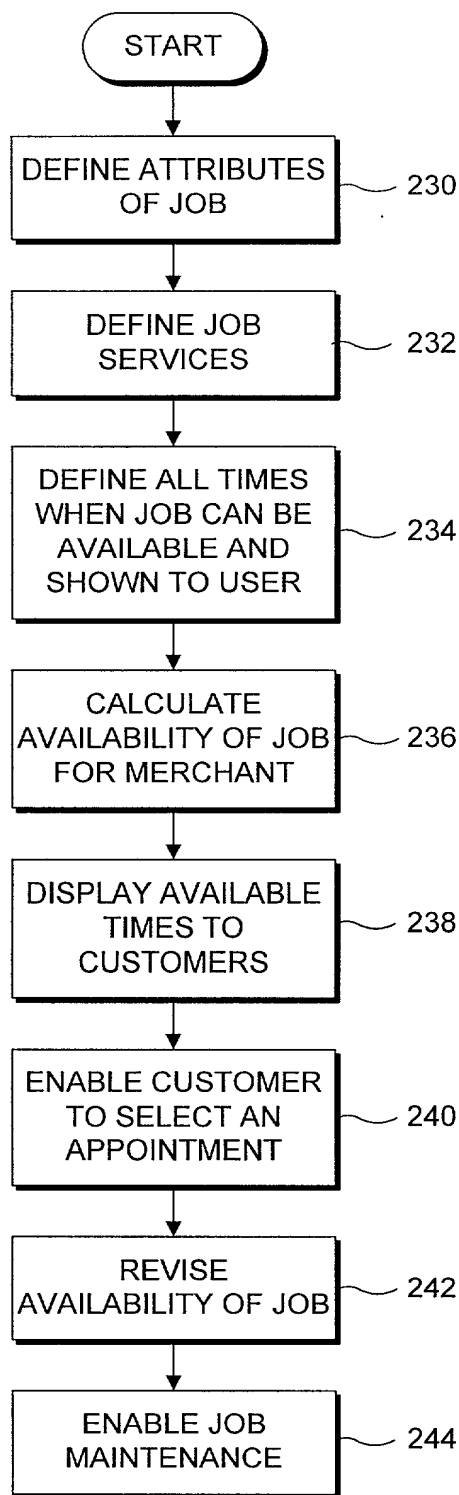 START
DEFINE ATTRIBUTES
OF JOB
230
DEFINE JOB
SERVICES
232
DEFINE ALL TIMES
WHEN JOB CAN BE
AVAILABLE AND
SHOWN TO USER
234
CALCULATE
AVAILABILITY OF JOB
FOR MERCHANT
236
DISPLAY AVAILABLE
TIMES TO
CUSTOMERS
238
ENABLE CUSTOMER
TO SELECT AN
APPOINTMENT
240
REVISE
AVAILABILITY OF JOB
242
ENABLE JOB
MAINTENANCE
244